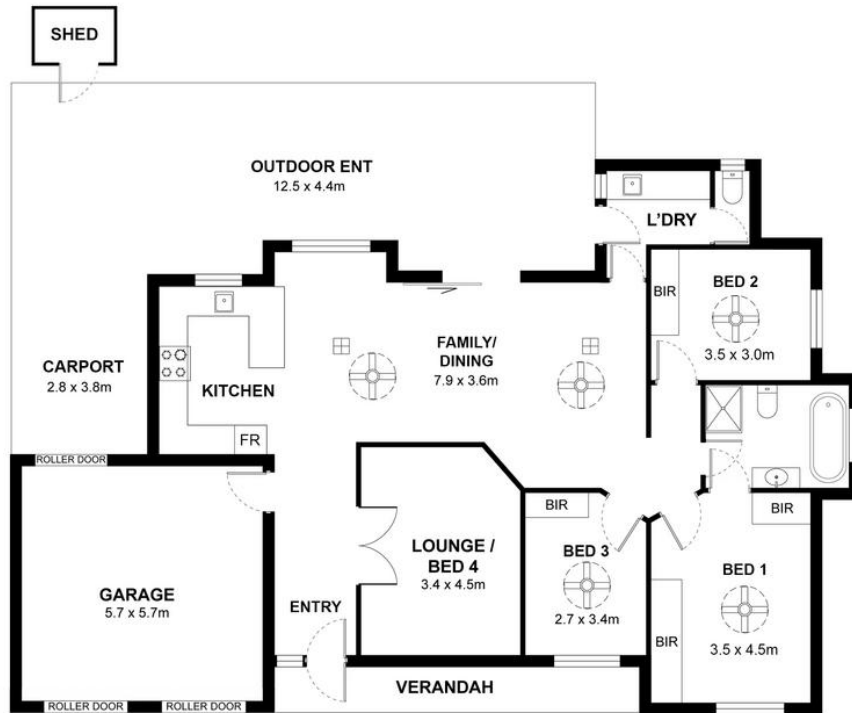 SHED
OUTDOOR ENT
12.5 x 4.4m
L'DRY
BIR
BED 2
3.5 x 3.0m
CARPORT
2.8 x 3.8m
KITCHEN
FR
FAMILY/
DINING
7.9 x 3.6m
ROLLER DOOR
GARAGE
5.7 x 5.7m
ROLLER DOOR
ROLLER DOOR
ENTRY
LOUNGE /
BED 4
3.4 x 4.5m
BIR
BED 3
2.7 x 3.4m
BIR
BED 1
3.5 x 4.5m
BIR
VERANDAH